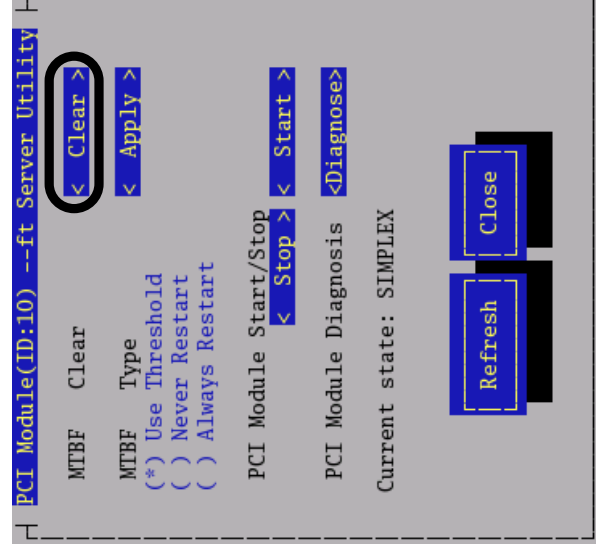 PCI Module(ID:10) --ft Server Utility
MTBF Clear < Clear >
MTBF Type < Apply >
(*) Use Threshold
( ) Never Restart
( ) Always Restart
PCI Module Start/Stop
< Stop > < Start >
PCI Module Diagnosis <Diagnose>
Current state: SIMPLEX
Refresh Close